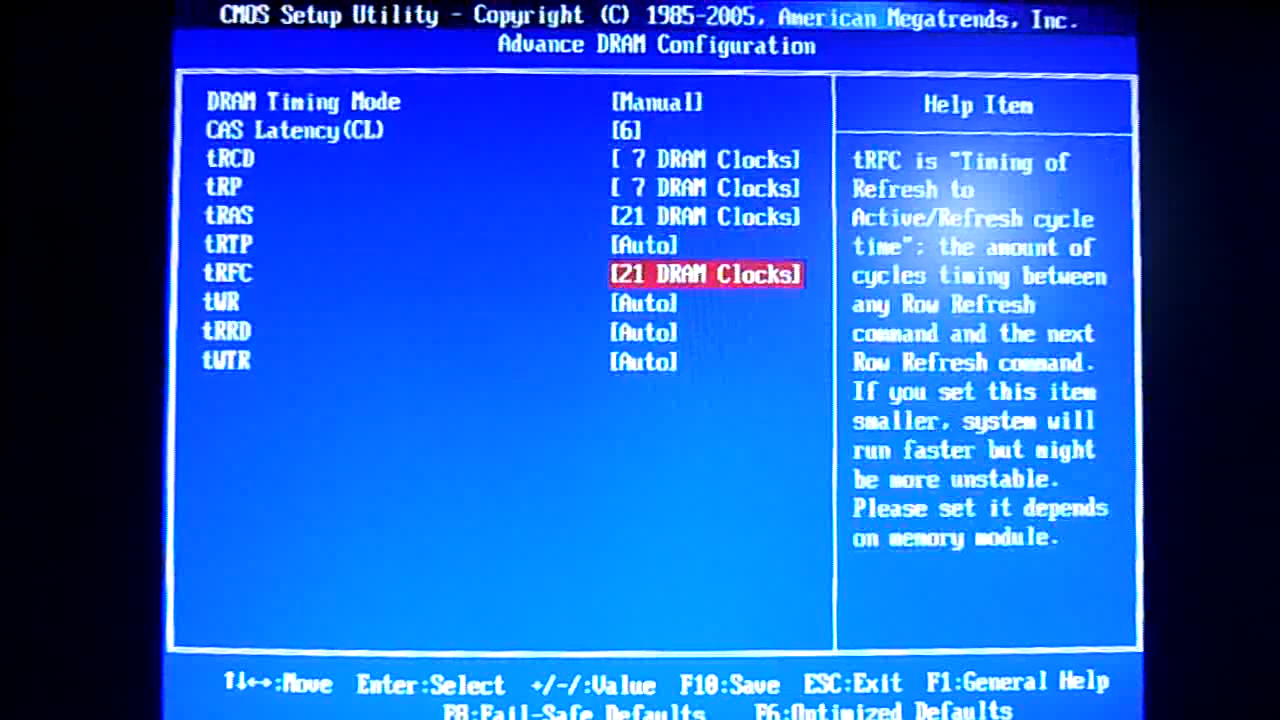 CMOS Setup Utility - Copyright (C) 1985-2005, American Megatrends, Inc.
Advance DRAM Configuration
DRAM Timing Mode [Manual]
CAS Latency(CL) [6]
tRCD [ 7 DRAM Clocks]
tRP [ 7 DRAM Clocks]
tRAS [21 DRAM Clocks]
tRTP [Auto]
tRFC [21 DRAM Clocks]
tWR [Auto]
tRRD [Auto]
tWTR [Auto]
Help Item
tRFC is "Timing of
Refresh to
Active/Refresh cycle
time"; the amount of
cycles timing between
any Row Refresh
command and the next
Row Refresh command.
If you set this item
smaller, system will
run faster but might
be more unstable.
Please set it depends
on memory module.
↑↓←→:Move Enter:Select +/-/:Value F10:Save ESC:Exit F1:General Help
F8:Fail-Safe Defaults F6:Optimized Defaults